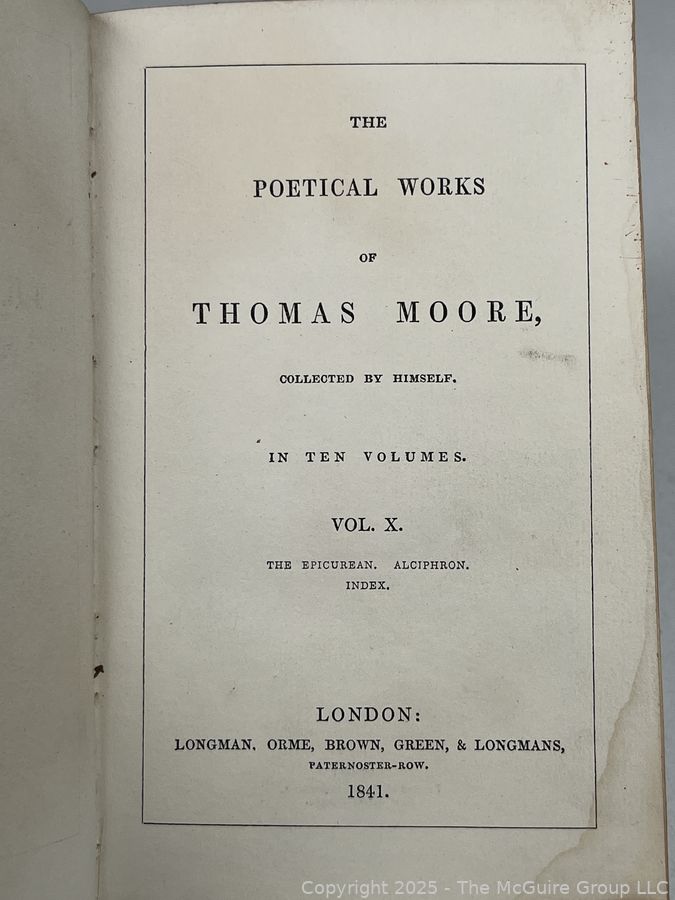 THE
POETICAL WORKS
OF
THOMAS MOORE,
COLLECTED BY HIMSELF.
IN TEN VOLUMES.
VOL. X.
THE EPICUREAN. ALCIPHRON.
INDEX.
LONDON:
LONGMAN, ORME, BROWN, GREEN, & LONGMANS,
PATERNOSTER-ROW.
1841.
Copyright 2025 - The McGuire Group LLC